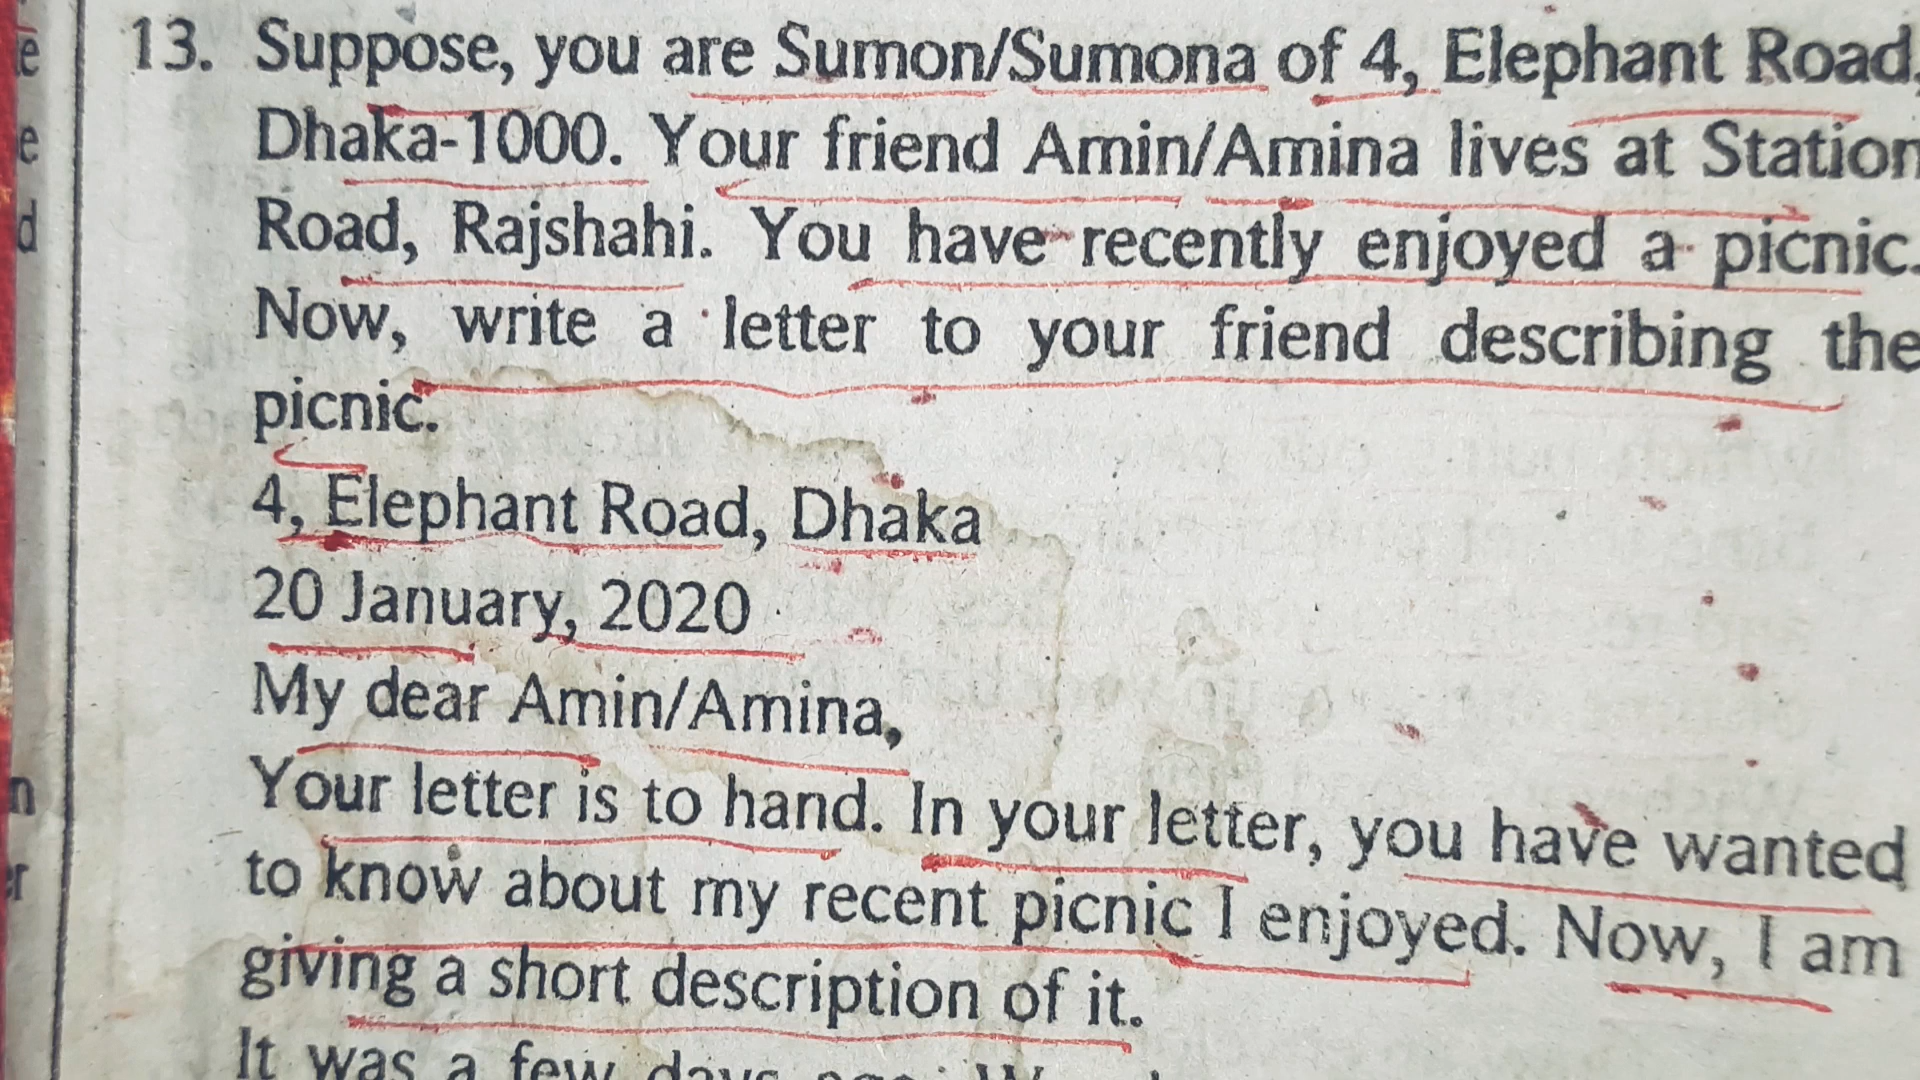 13. Suppose, you are Sumon/Sumona of 4, Elephant Road,
Dhaka-1000. Your friend Amin/Amina lives at Station
Road, Rajshahi. You have recently enjoyed a picnic.
Now, write a letter to your friend describing the
picnic.
4, Elephant Road, Dhaka
20 January, 2020
My dear Amin/Amina,
Your letter is to hand. In your letter, you have wanted
to know about my recent picnic I enjoyed. Now, I am
giving a short description of it.
It was a few days ago.